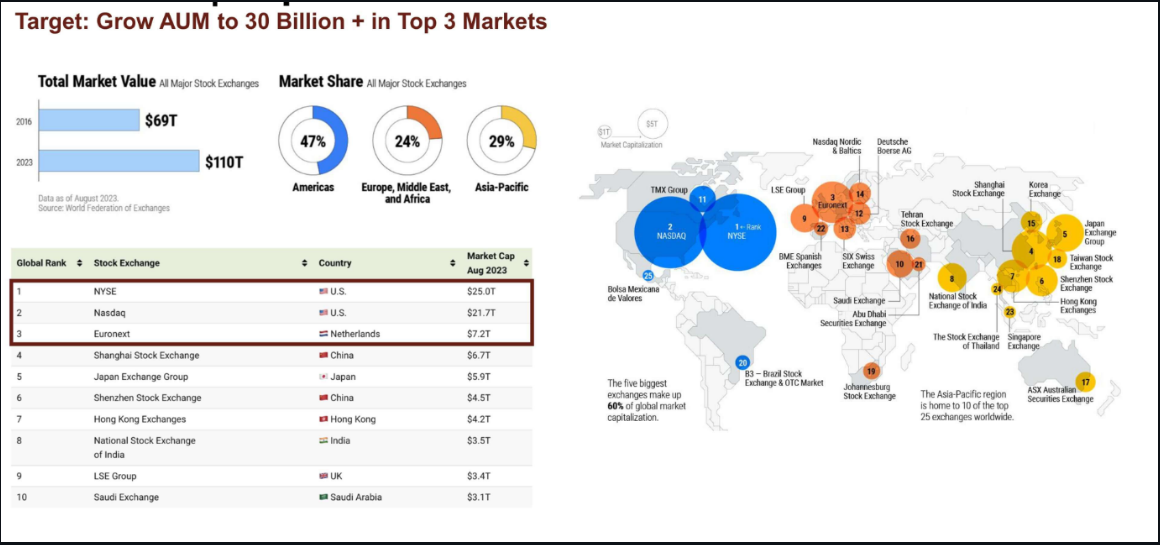 Target: Grow AUM to 30 Billion + in Top 3 Markets
Total Market Value All Major Stock Exchanges
2016
$69T
2023
$110T
Data as of August 2023.
Source: World Federation of Exchanges
Market Share All Major Stock Exchanges
47%
24%
29%
Americas
Europe, Middle East,
and Africa
Asia-Pacific
Global Rank Stock Exchange Country Market Cap
Aug 2023
1 NYSE U.S. $25.0T
2 Nasdaq U.S. $21.7T
3 Euronext Netherlands $7.2T
4 Shanghai Stock Exchange China $6.7T
5 Japan Exchange Group Japan $5.9T
6 Shenzhen Stock Exchange China $4.5T
7 Hong Kong Exchanges Hong Kong $4.2T
8 National Stock Exchange
of India India $3.5T
9 LSE Group UK $3.4T
10 Saudi Exchange Saudi Arabia $3.1T
$1T
$5T
Market Capitalization
TMX Group
11
2
NASDAQ
1 ← Rank
NYSE
25
Bolsa Mexicana
de Valores
20
B3 – Brazil Stock
Exchange & OTC Market
The five biggest
exchanges make up
60% of global market
capitalization.
Nasdaq Nordic
& Baltics
Deutsche
Boerse AG
LSE Group
3
Euronext
14
9
12
22
13
BME Spanish
Exchanges
SIX Swiss
Exchange
Tehran
Stock Exchange
16
10
21
Saudi Exchange
Abu Dhabi
Securities Exchange
19
Johannesburg
Stock Exchange
Shanghai
Stock Exchange
Korea
Exchange
15
5
Japan
Exchange
Group
4
18
Taiwan Stock
Exchange
8
7
6
Shenzhen Stock
Exchange
24
National Stock
Exchange of India
Hong Kong
Exchanges
23
The Stock Exchange
of Thailand
Singapore
Exchange
17
ASX Australian
Securities Exchange
The Asia-Pacific region
is home to 10 of the top
25 exchanges worldwide.